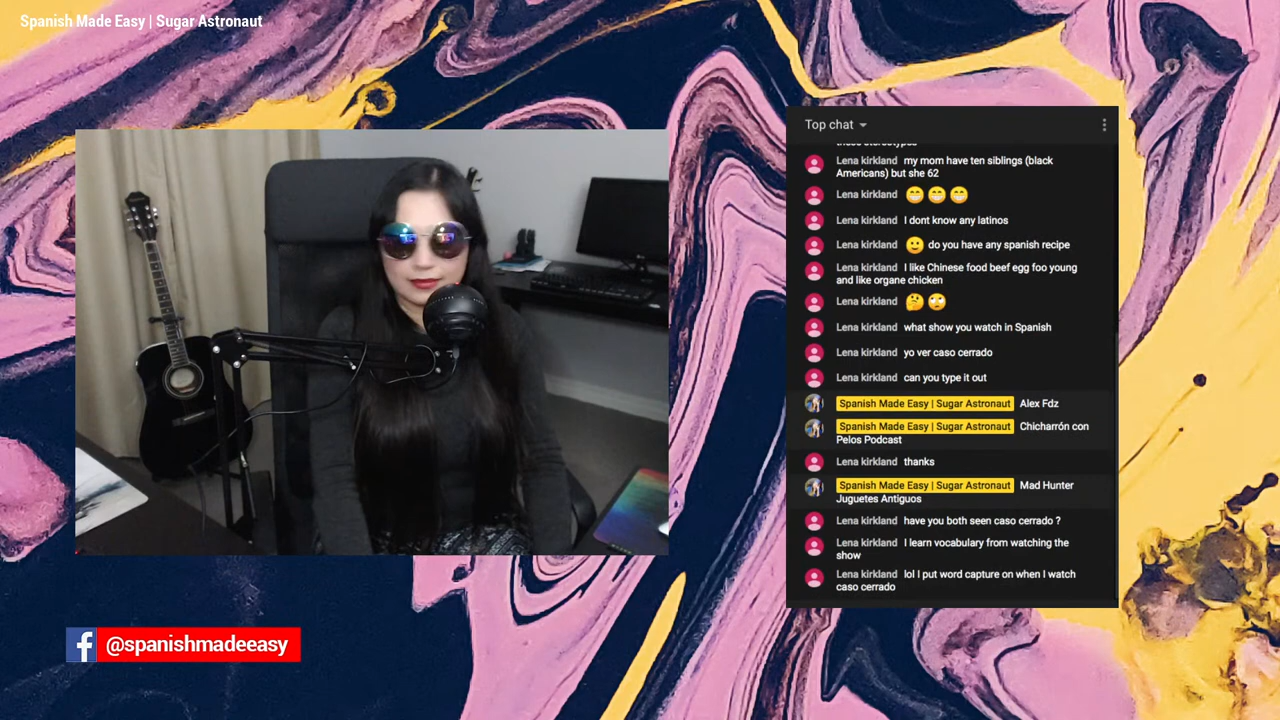 Spanish Made Easy | Sugar Astronaut
Top chat
Lena kirkland my mom have ten siblings (black
Americans) but she 62
Lena kirkland
Lena kirkland I dont know any latinos
Lena kirkland do you have any spanish recipe
Lena kirkland I like Chinese food beef egg foo young
and like organe chicken
Lena kirkland
Lena kirkland what show you watch in Spanish
Lena kirkland yo ver caso cerrado
Lena kirkland can you type it out
Spanish Made Easy | Sugar Astronaut Alex Fdz
Spanish Made Easy | Sugar Astronaut Chicharrón con
Pelos Podcast
Lena kirkland thanks
Spanish Made Easy | Sugar Astronaut Mad Hunter
Juguetes Antiguos
Lena kirkland have you both seen caso cerrado ?
Lena kirkland I learn vocabulary from watching the
show
Lena kirkland lol I put word capture on when I watch
caso cerrado
@spanishmadeeasy